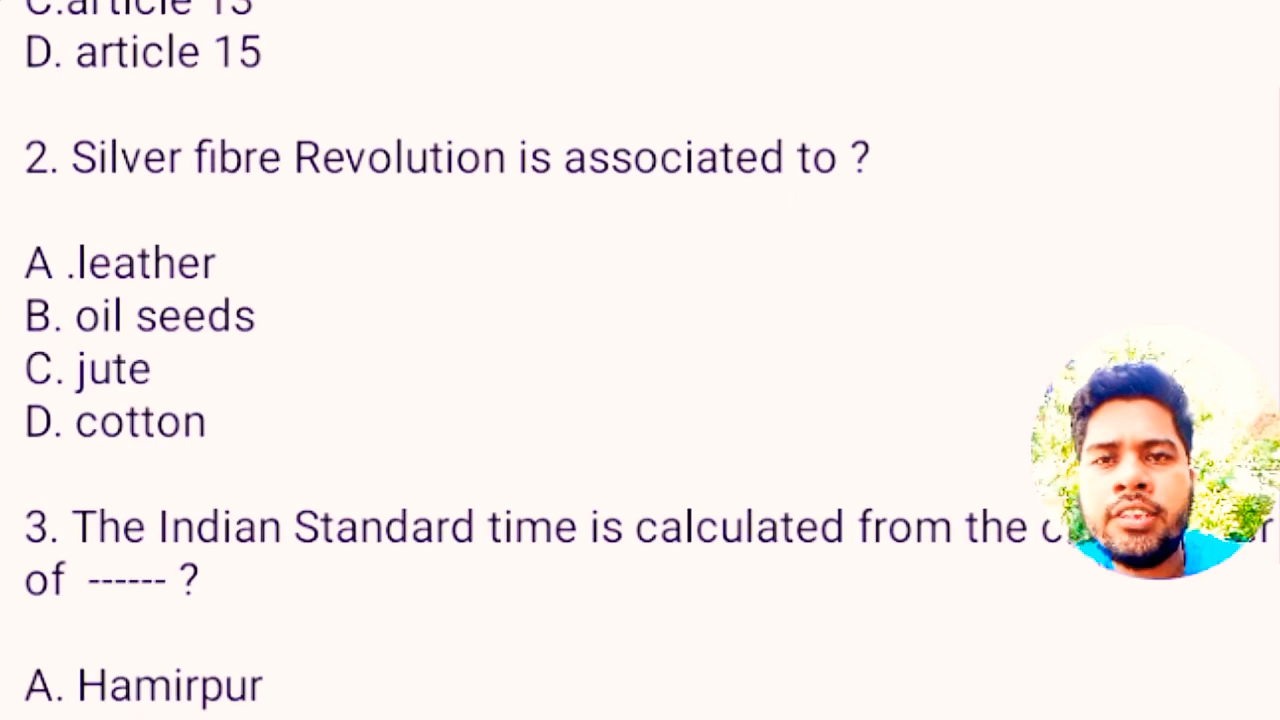 C.article 13
D. article 15
2. Silver fibre Revolution is associated to ?
A .leather
B. oil seeds
C. jute
D. cotton
3. The Indian Standard time is calculated from the
of ------ ?
A. Hamirpur